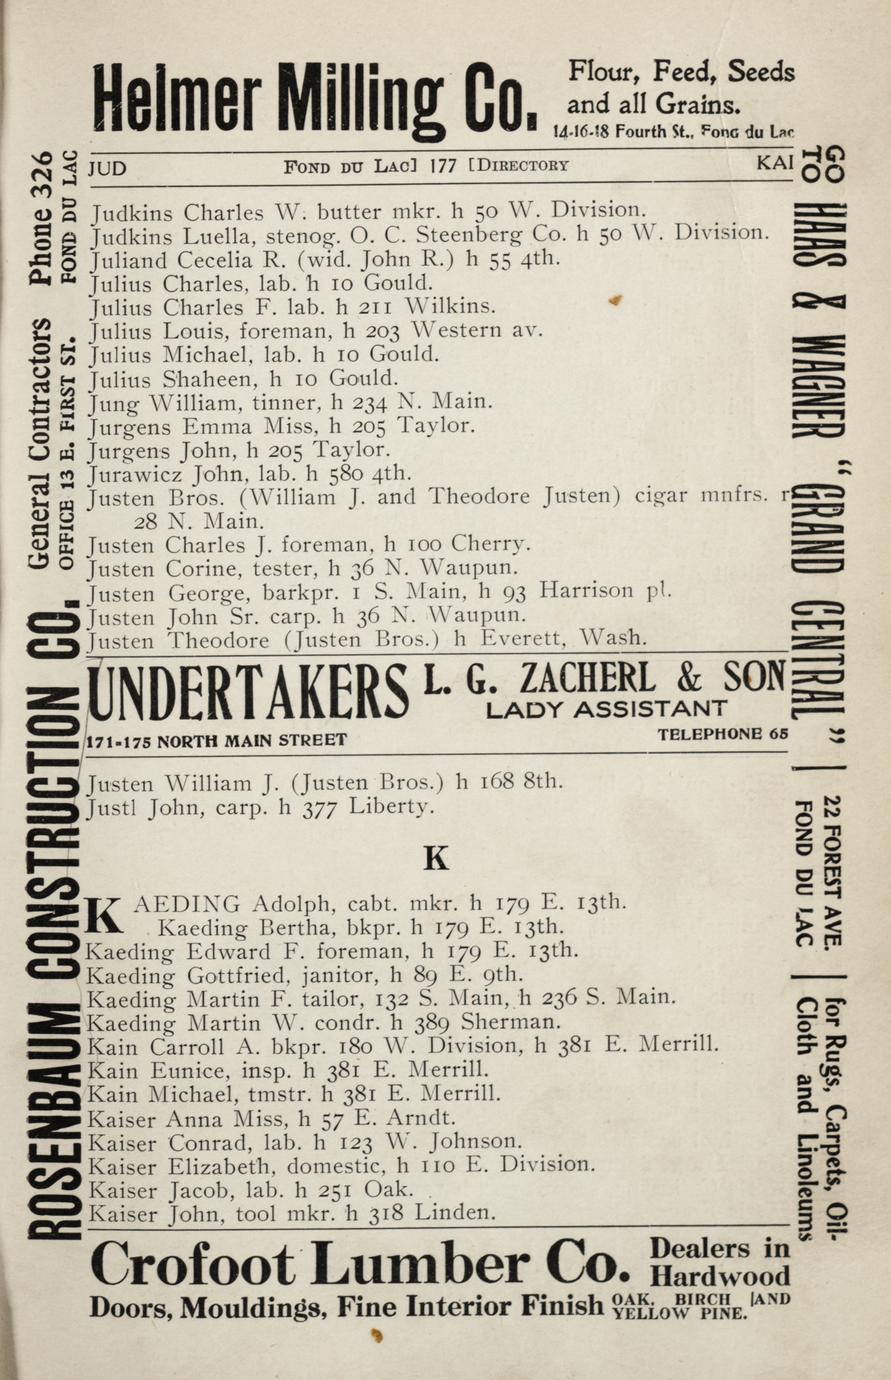 Helmer Milling Co.
Flour, Feed, Seeds
and all Grains.
14-16-18 Fourth St., Fond du Lac
JUD FOND DU LAC] 177 [DIRECTORY KAI
Judkins Charles W. butter mkr. h 50 W. Division.
Judkins Luella, stenog. O. C. Steenberg Co. h 50 W. Division.
Juliand Cecelia R. (wid. John R.) h 55 4th.
Julius Charles, lab. h 10 Gould.
Julius Charles F. lab. h 211 Wilkins.
Julius Louis, foreman, h 203 Western av.
Julius Michael, lab. h 10 Gould.
Julius Shaheen, h 10 Gould.
Jung William, tinner, h 234 N. Main.
Jurgens Emma Miss, h 205 Taylor.
Jurgens John, h 205 Taylor.
Jurawicz John, lab. h 580 4th.
Justen Bros. (William J. and Theodore Justen) cigar mnfrs. r
28 N. Main.
Justen Charles J. foreman, h 100 Cherry.
Justen Corine, tester, h 36 N. Waupun.
Justen George, barkpr. 1 S. Main, h 93 Harrison pl.
Justen John Sr. carp. h 36 N. Waupun.
Justen Theodore (Justen Bros.) h Everett, Wash.
UNDERTAKERS L. G. ZACHERL & SON
LADY ASSISTANT
171-175 NORTH MAIN STREET TELEPHONE 65
Justen William J. (Justen Bros.) h 168 8th.
Justl John, carp. h 377 Liberty.
K
KAEDING Adolph, cabt. mkr. h 179 E. 13th.
Kaeding Bertha, bkpr. h 179 E. 13th.
Kaeding Edward F. foreman, h 179 E. 13th.
Kaeding Gottfried, janitor, h 89 E. 9th.
Kaeding Martin F. tailor, 132 S. Main, h 236 S. Main.
Kaeding Martin W. condr. h 389 Sherman.
Kain Carroll A. bkpr. 180 W. Division, h 381 E. Merrill.
Kain Eunice, insp. h 381 E. Merrill.
Kain Michael, tmstr. h 381 E. Merrill.
Kaiser Anna Miss, h 57 E. Arndt.
Kaiser Conrad, lab. h 123 W. Johnson.
Kaiser Elizabeth, domestic, h 110 E. Division.
Kaiser Jacob, lab. h 251 Oak.
Kaiser John, tool mkr. h 318 Linden.
Crofoot Lumber Co. Dealers in
Hardwood
Doors, Mouldings, Fine Interior Finish OAK, BIRCH AND
YELLOW PINE.
ROSENBAUM CONSTRUCTION CO. General Contractors Phone 326
OFFICE 13 E. FIRST ST. FOND DU LAC
GO
TO HAAS & WAGNER "GRAND CENTRAL"
22 FOREST AVE.
FOND DU LAC
for Rugs, Carpets, Oil-
Cloth and Linoleums